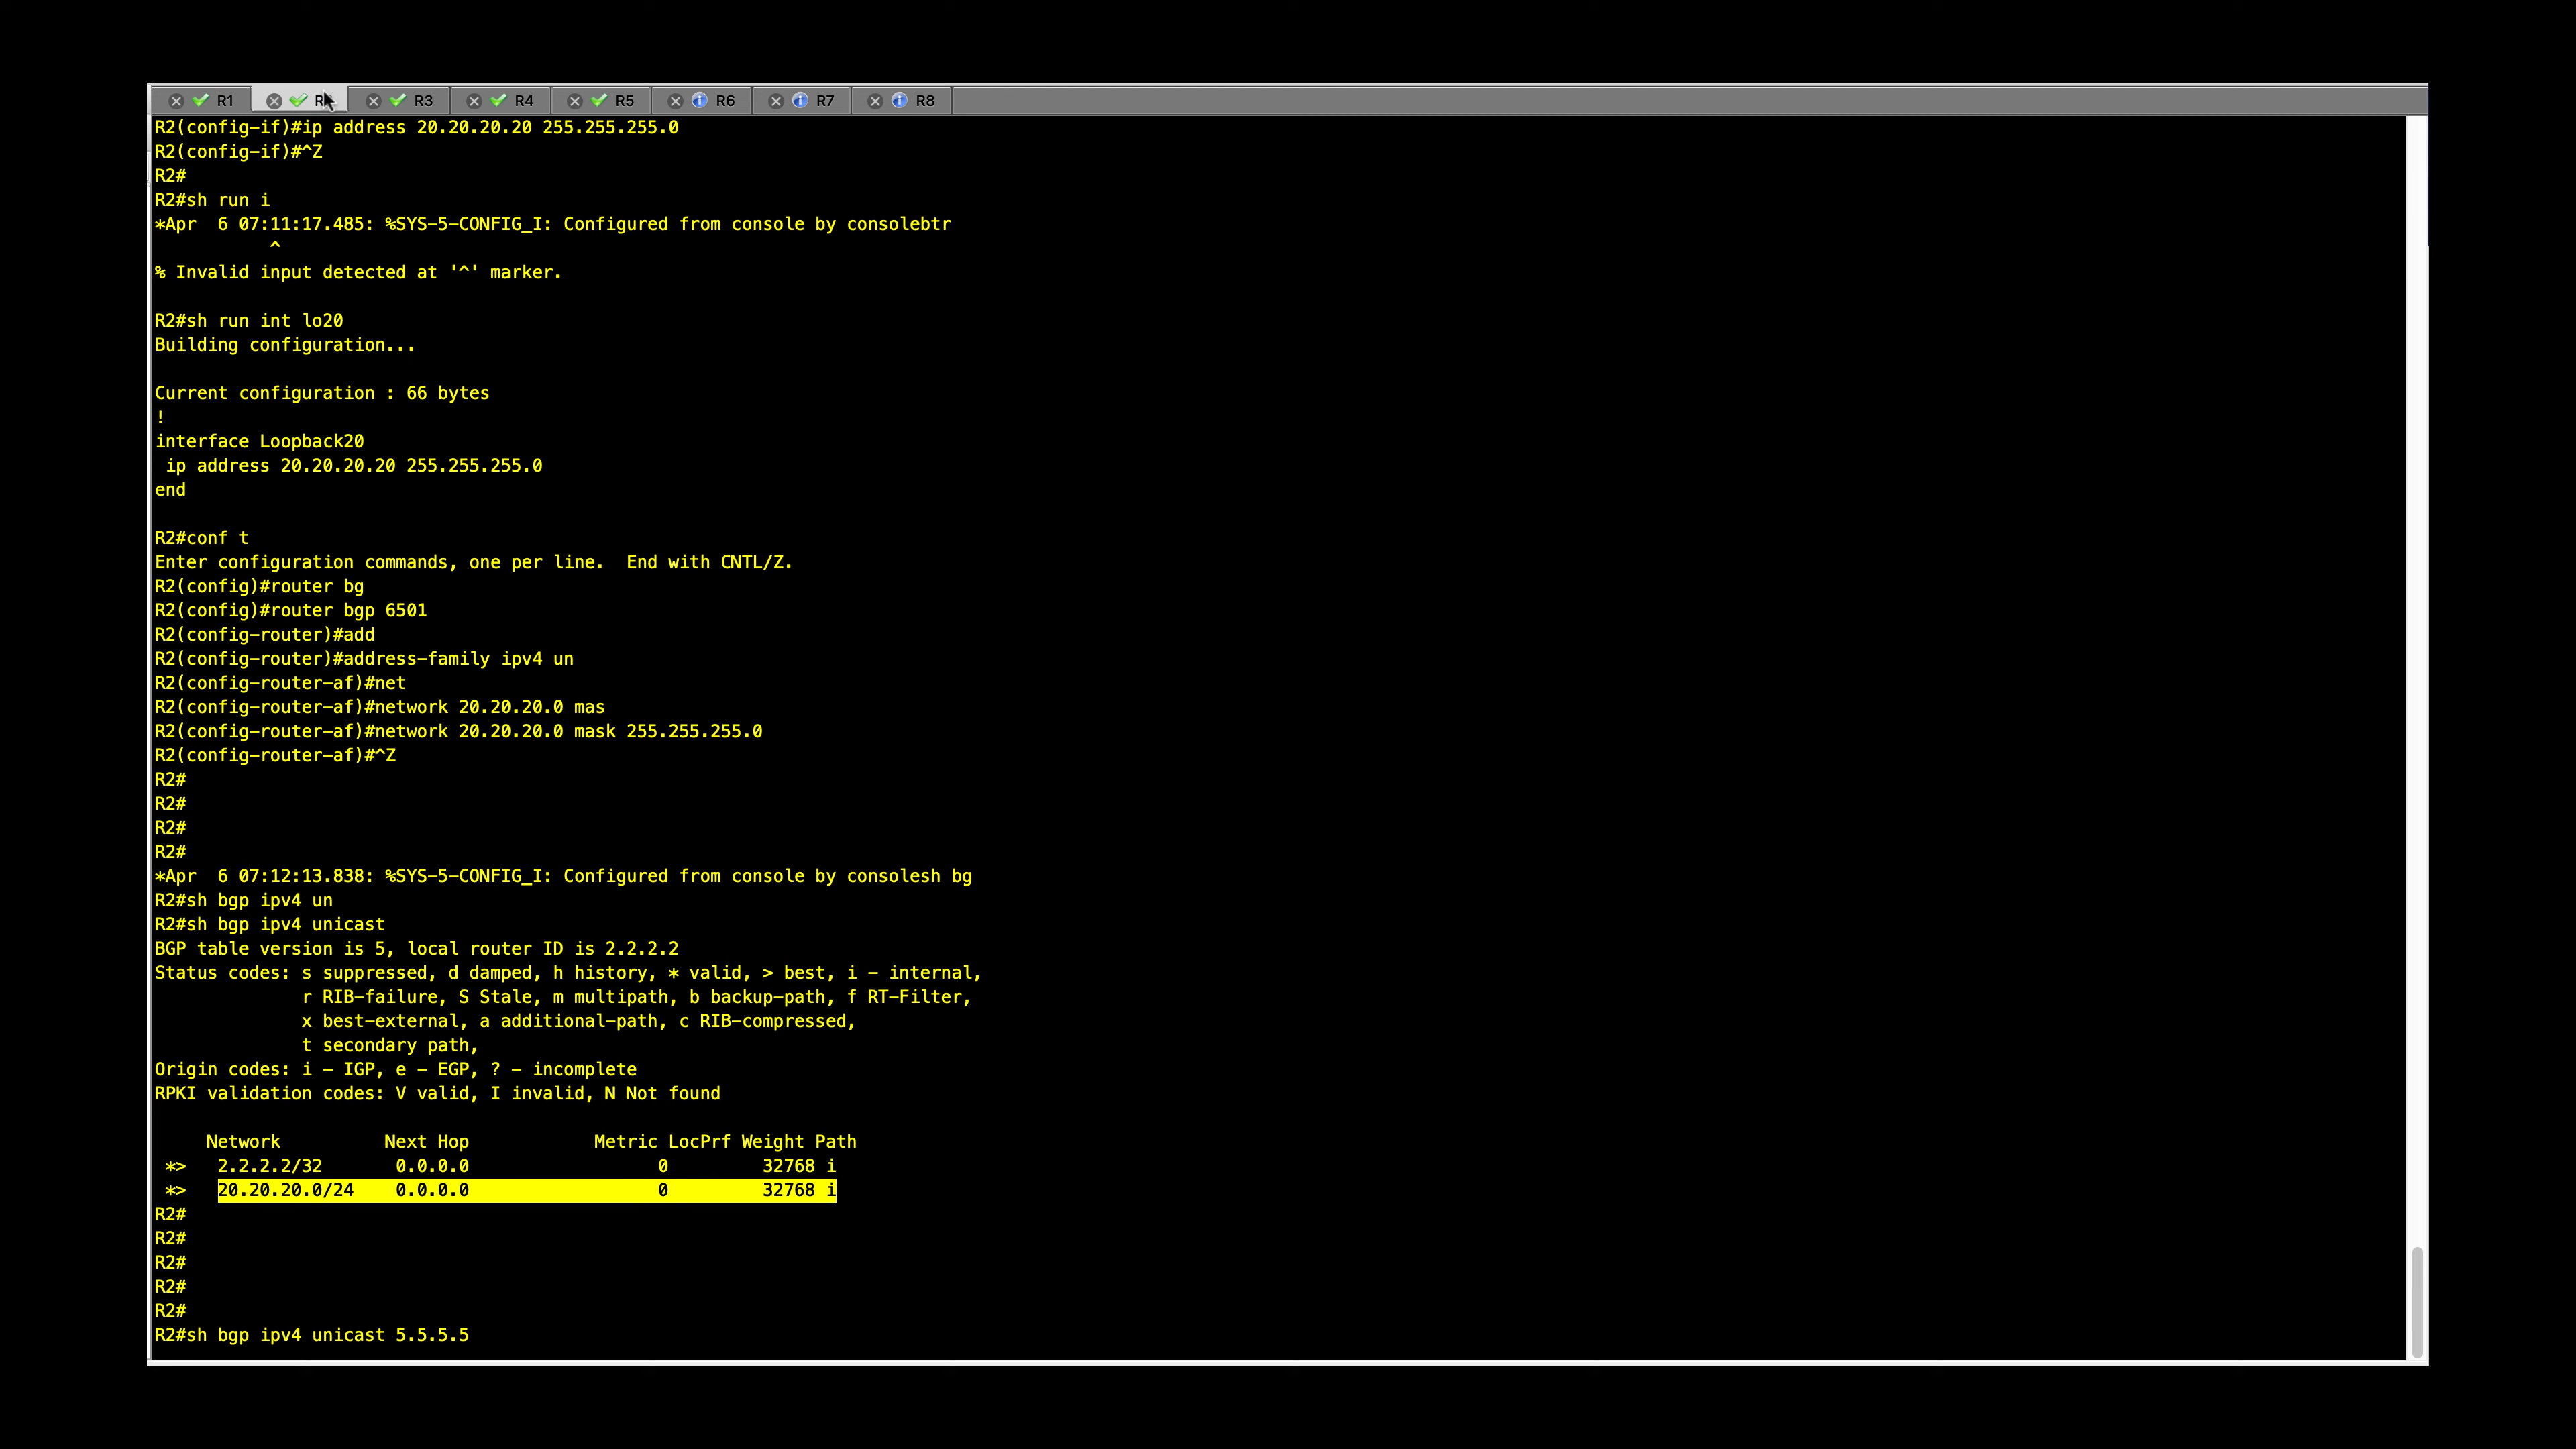 R1 R R3 R4 R5 R6 R7 R8
R2(config-if)#ip address 20.20.20.20 255.255.255.0
R2(config-if)#^Z
R2#
R2#sh run i
*Apr  6 07:11:17.485: %SYS-5-CONFIG_I: Configured from console by consolebtr
^
% Invalid input detected at '^' marker.
R2#sh run int lo20
Building configuration...
Current configuration : 66 bytes
!
interface Loopback20
ip address 20.20.20.20 255.255.255.0
end
R2#conf t
Enter configuration commands, one per line.  End with CNTL/Z.
R2(config)#router bg
R2(config)#router bgp 6501
R2(config-router)#add
R2(config-router)#address-family ipv4 un
R2(config-router-af)#net
R2(config-router-af)#network 20.20.20.0 mas
R2(config-router-af)#network 20.20.20.0 mask 255.255.255.0
R2(config-router-af)#^Z
R2#
R2#
R2#
R2#
*Apr  6 07:12:13.838: %SYS-5-CONFIG_I: Configured from console by consolesh bg
R2#sh bgp ipv4 un
R2#sh bgp ipv4 unicast
BGP table version is 5, local router ID is 2.2.2.2
Status codes: s suppressed, d damped, h history, * valid, > best, i - internal,
r RIB-failure, S Stale, m multipath, b backup-path, f RT-Filter,
x best-external, a additional-path, c RIB-compressed,
t secondary path,
Origin codes: i - IGP, e - EGP, ? - incomplete
RPKI validation codes: V valid, I invalid, N Not found
Network          Next Hop            Metric LocPrf Weight Path
*>   2.2.2.2/32       0.0.0.0                  0         32768 i
*>   20.20.20.0/24    0.0.0.0                  0         32768 i
R2#
R2#
R2#
R2#
R2#
R2#sh bgp ipv4 unicast 5.5.5.5